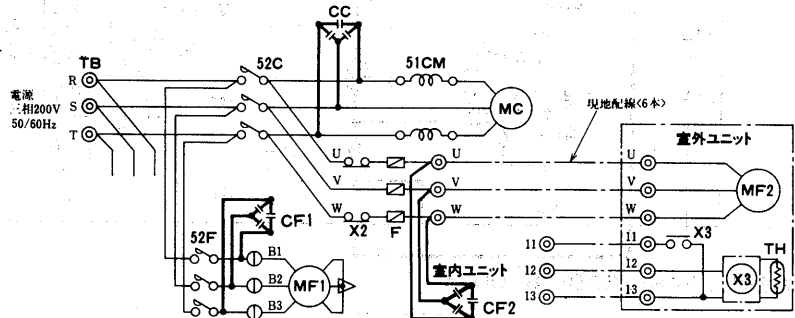 CC
TB
52C
51CM
R
電源
三相200V
50/60Hz
S
T
MC
現地配線(6本)
室外ユニット
U
U
U
V
V
V
W
W
W
X2
F
MF2
CF1
52F
B1
B2
B3
MF1
室内ユニット
CF2
11
11
X3
12
12
X3
TH
13
13